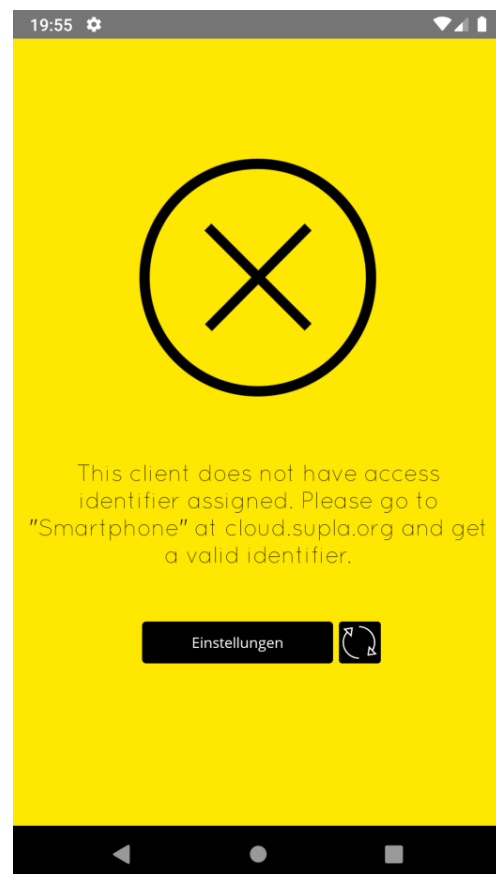 19:55
This client does not have access
identifier assigned. Please go to
"Smartphone" at cloud.supla.org and get
a valid identifier.
Einstellungen